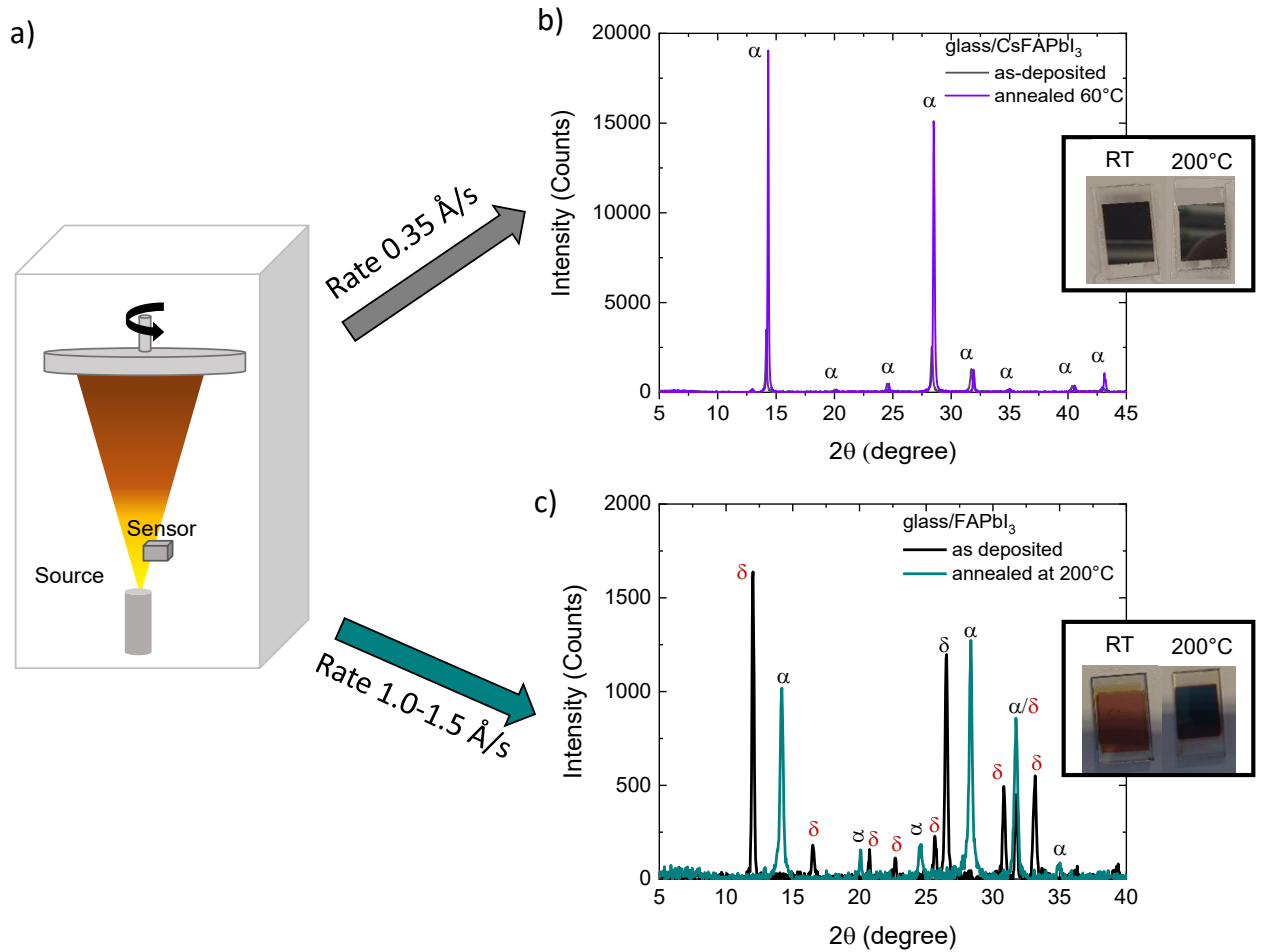 a)
Sensor
Source
Rate 0.35 Å/s
Rate 1.0-1.5 Å/s
b)
20000
15000
10000
5000
0
Intensity (Counts)
glass/CsFAPbI₃
as-deposited
annealed 60°C
α
α
α
α
α
α
α
α
5 10 15 20 25 30 35 40 45
2θ (degree)
RT 200°C
c)
2000
1500
1000
500
0
Intensity (Counts)
glass/FAPbI₃
as deposited
annealed at 200°C
δ
α
δ
α
δ
δ
α
δ
δ
α
δ
α/δ
δ
α
5 10 15 20 25 30 35 40
2θ (degree)
RT 200°C